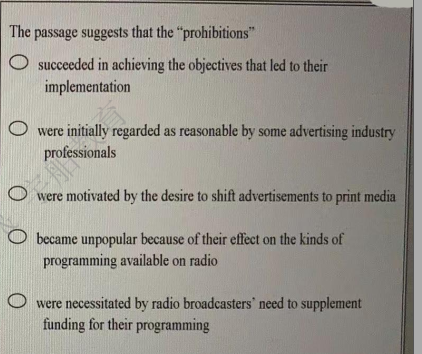 The passage suggests that the “prohibitions”
succeeded in achieving the objectives that led to their
implementation
were initially regarded as reasonable by some advertising industry
professionals
were motivated by the desire to shift advertisements to print media
became unpopular because of their effect on the kinds of
programming available on radio
were necessitated by radio broadcasters’ need to supplement
funding for their programming